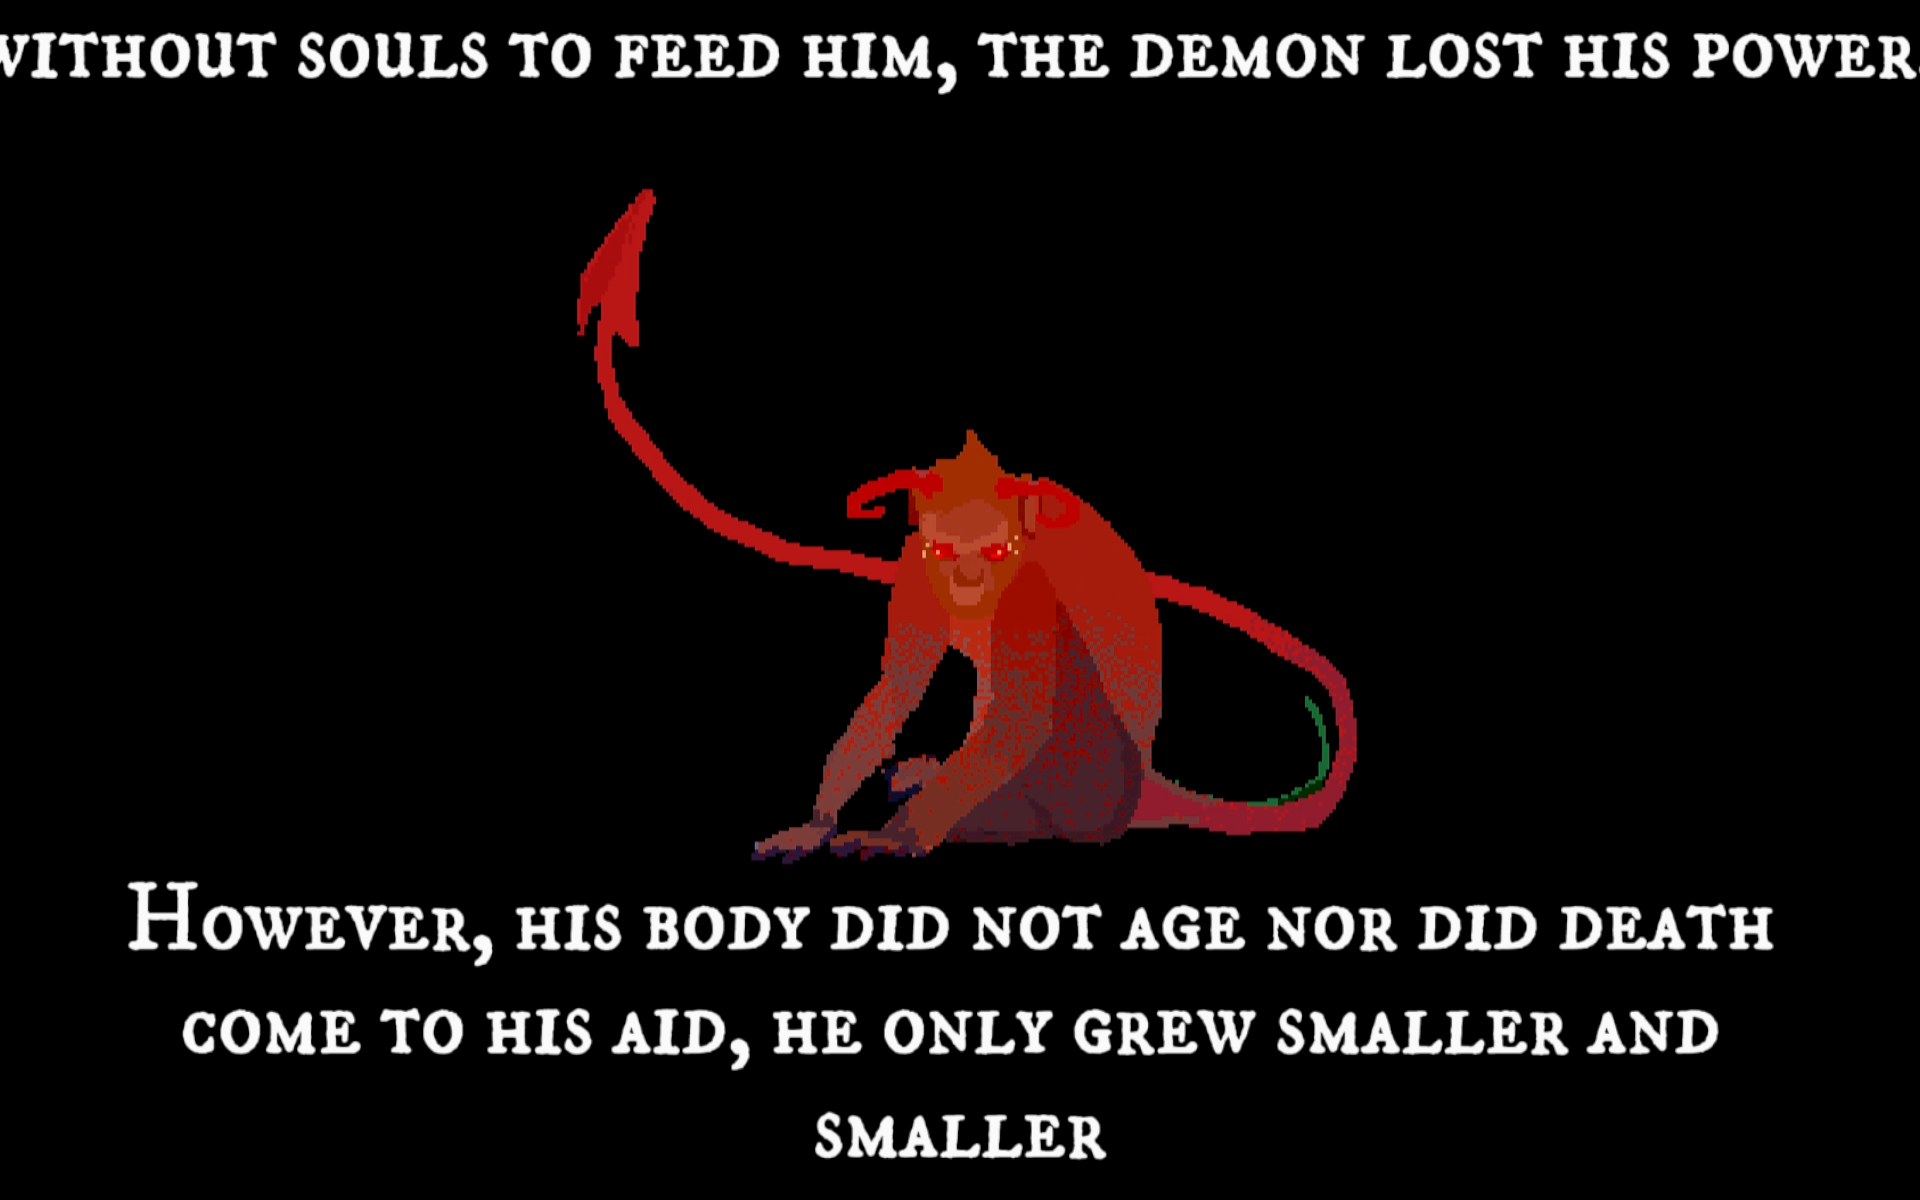 without souls to feed him, the demon lost his power.
However, his body did not age nor did death
come to his aid, he only grew smaller and
smaller